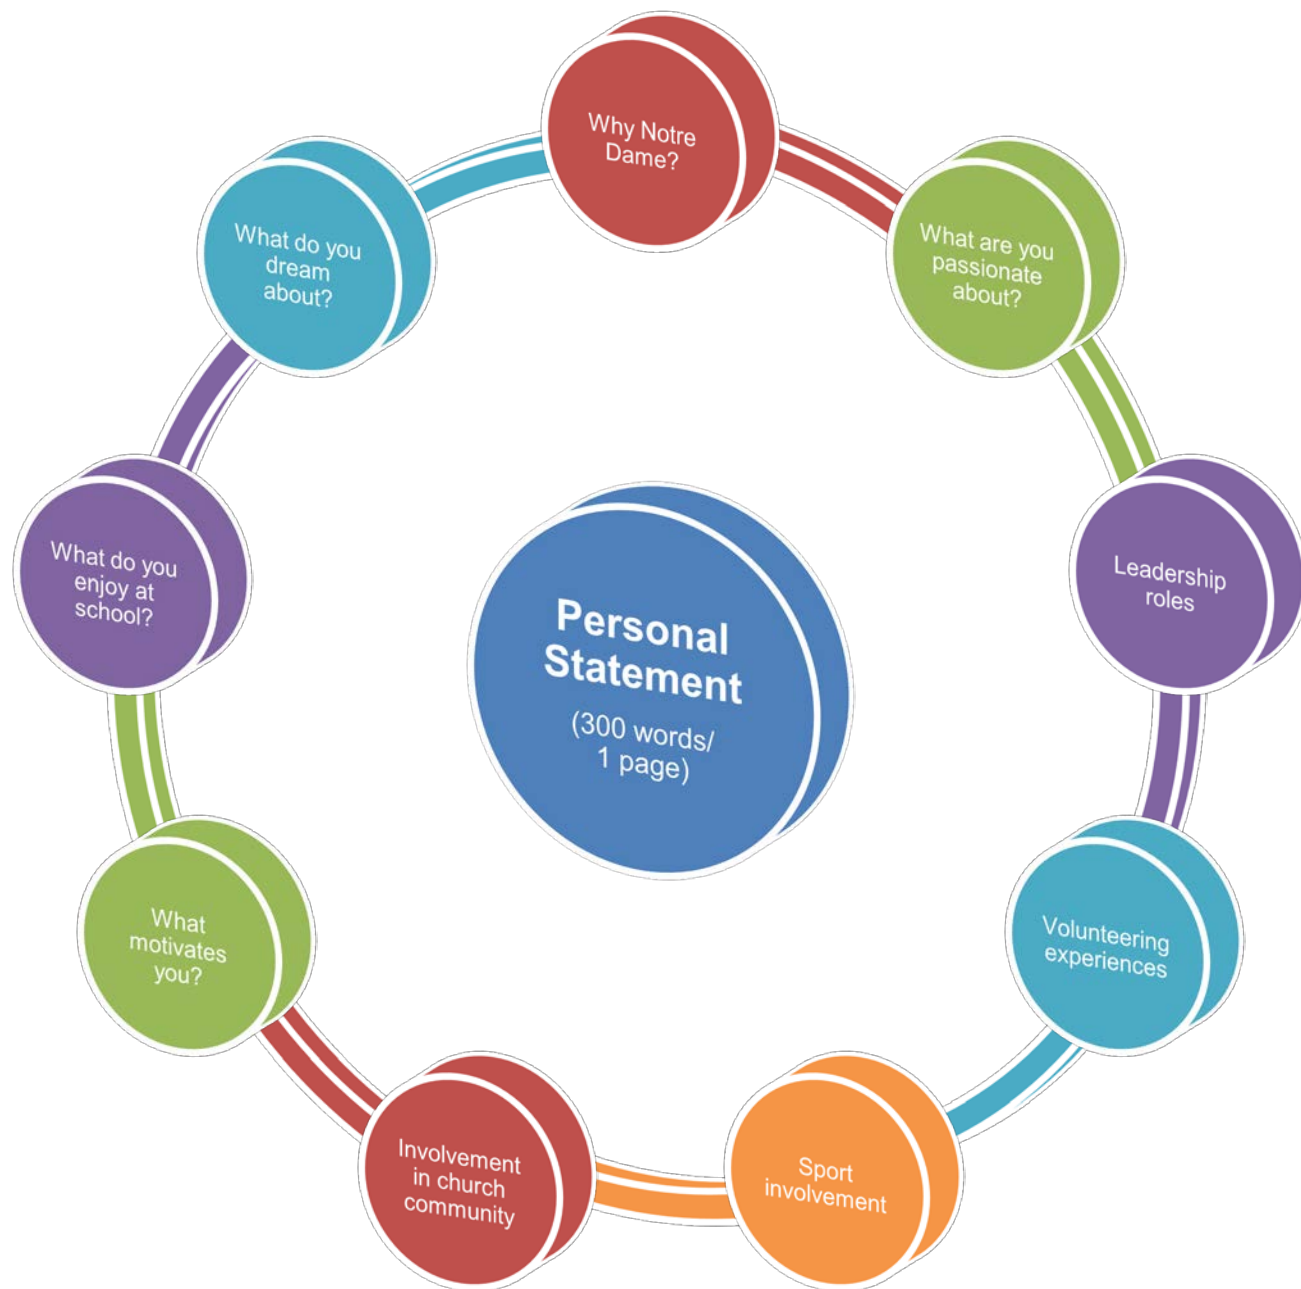 Why Notre
Dame?
What are you
passionate
about?
Leadership
roles
Volunteering
experiences
Sport
involvement
Involvement
in church
community
What
motivates
you?
What do you
enjoy at
school?
What do you
dream
about?
Personal
Statement
(300 words/
1 page)